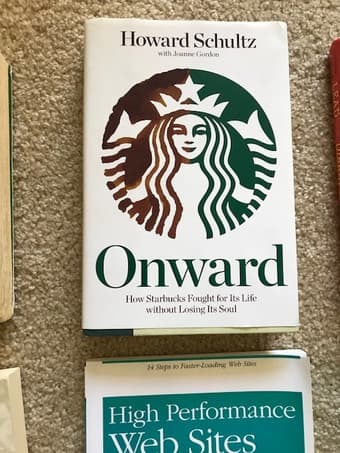 Howard Schultz
with Joanne Gordon
Onward
How Starbucks Fought for Its Life
without Losing Its Soul
14 Steps to Faster-Loading Web Sites
High Performance
Web Sites